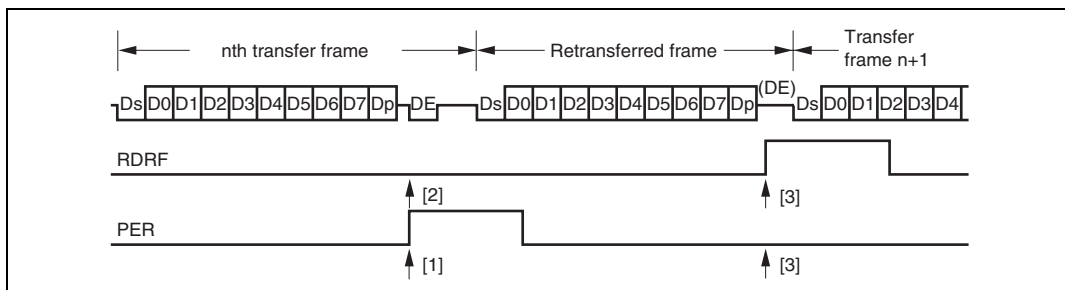 nth transfer frame Retransferred frame Transfer frame n+1
Ds D0 D1 D2 D3 D4 D5 D6 D7 Dp DE Ds D0 D1 D2 D3 D4 D5 D6 D7 Dp (DE) Ds D0 D1 D2 D3 D4
RDRF
[2] [3]
PER
[1] [3]